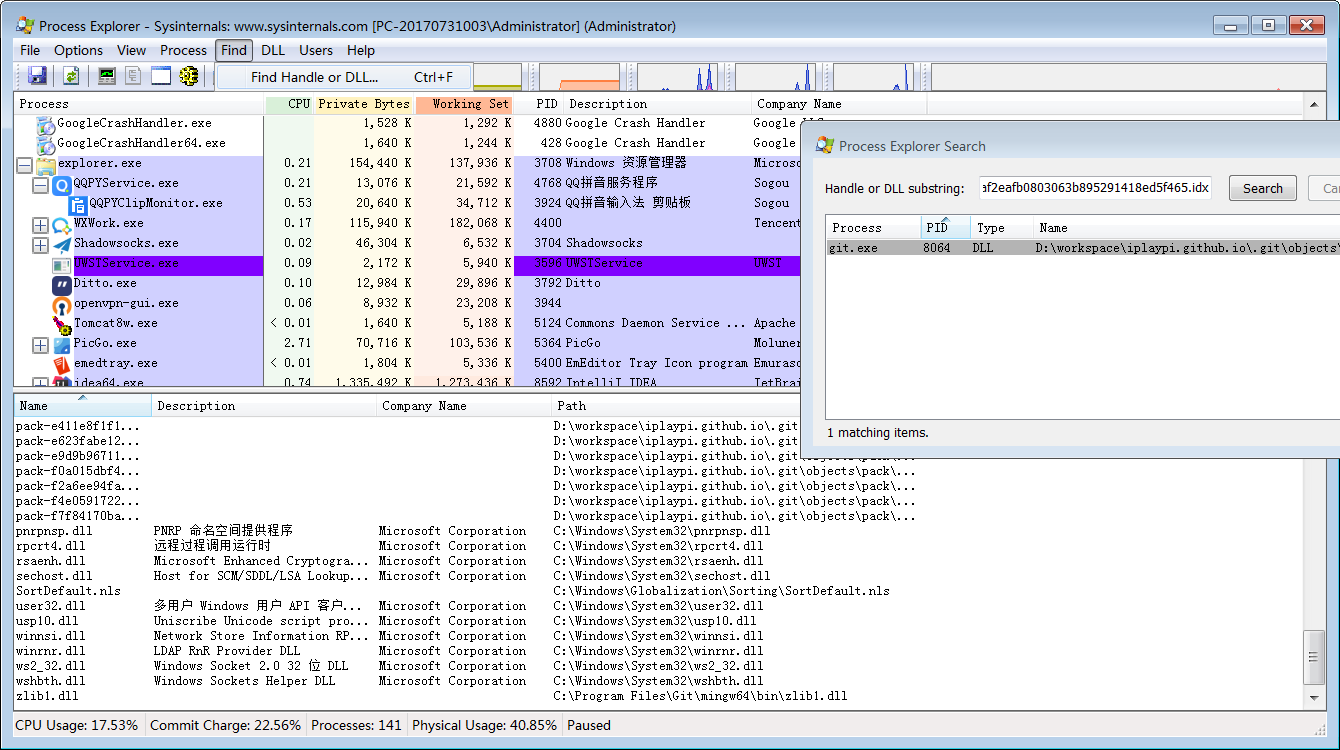 Process Explorer - Sysinternals: www.sysinternals.com [PC-20170731003\Administrator] (Administrator)
File Options View Process Find DLL Users Help
Find Handle or DLL... Ctrl+F
Process CPU Private Bytes Working Set PID Description Company Name
GoogleCrashHandler.exe 1,528 K 1,292 K 4880 Google Crash Handler Google
GoogleCrashHandler64.exe 1,640 K 1,244 K 428 Google Crash Handler Google
explorer.exe 0.21 154,440 K 137,936 K 3708 Windows 资源管理器 Microso
QQPYService.exe 0.21 13,076 K 21,592 K 4768 QQ拼音服务程序 Sogou
QQPYClipMonitor.exe 0.53 20,640 K 34,712 K 3924 QQ拼音输入法 剪贴板 Sogou
WXWork.exe 0.17 115,940 K 182,068 K 4400 Tencent
Shadowsocks.exe 0.02 46,304 K 6,532 K 3704 Shadowsocks
UWSTService.exe 0.09 2,172 K 5,940 K 3596 UWSTService UWST
Ditto.exe 0.10 12,984 K 29,896 K 3792 Ditto
openvpn-gui.exe 0.06 8,932 K 23,208 K 3944
Tomcat8w.exe < 0.01 1,640 K 5,188 K 5124 Commons Daemon Service ... Apache
PicGo.exe 2.71 70,716 K 103,536 K 5364 PicGo Moluner
emedtray.exe < 0.01 1,804 K 5,336 K 5400 EmEditor Tray Icon program Emurasc
idea64.exe 0.74 1,335,492 K 1,273,436 K 8592 IntelliJ IDEA JetBrai
Process Explorer Search
Handle or DLL substring: af2eafb0803063b895291418ed5f465.idx Search Ca
Process PID Type Name
git.exe 8064 DLL D:\workspace\iplaypi.github.io\.git\objects\
1 matching items.
Name Description Company Name Path
pack-e411e8f1f1... D:\workspace\iplaypi.github.io\.git
pack-e623fabe12... D:\workspace\iplaypi.github.io\.git
pack-e9d9b96711... D:\workspace\iplaypi.github.io\.git\objects\pack\...
pack-f0a015dbf4... D:\workspace\iplaypi.github.io\.git\objects\pack\...
pack-f2a6ee94fa... D:\workspace\iplaypi.github.io\.git\objects\pack\...
pack-f4e0591722... D:\workspace\iplaypi.github.io\.git\objects\pack\...
pack-f7f84170ba... D:\workspace\iplaypi.github.io\.git\objects\pack\...
pnrpnsp.dll PNRP 命名空间提供程序 Microsoft Corporation C:\Windows\System32\pnrpnsp.dll
rpcrt4.dll 远程过程调用运行时 Microsoft Corporation C:\Windows\System32\rpcrt4.dll
rsaenh.dll Microsoft Enhanced Cryptogra... Microsoft Corporation C:\Windows\System32\rsaenh.dll
sechost.dll Host for SCM/SDDL/LSA Lookup... Microsoft Corporation C:\Windows\System32\sechost.dll
SortDefault.nls C:\Windows\Globalization\Sorting\SortDefault.nls
user32.dll 多用户 Windows 用户 API 客户... Microsoft Corporation C:\Windows\System32\user32.dll
usp10.dll Uniscribe Unicode script pro... Microsoft Corporation C:\Windows\System32\usp10.dll
winnsi.dll Network Store Information RP... Microsoft Corporation C:\Windows\System32\winnsi.dll
winrnr.dll LDAP RnR Provider DLL Microsoft Corporation C:\Windows\System32\winrnr.dll
ws2_32.dll Windows Socket 2.0 32 位 DLL Microsoft Corporation C:\Windows\System32\ws2_32.dll
wshbth.dll Windows Sockets Helper DLL Microsoft Corporation C:\Windows\System32\wshbth.dll
zlib1.dll C:\Program Files\Git\mingw64\bin\zlib1.dll
CPU Usage: 17.53% Commit Charge: 22.56% Processes: 141 Physical Usage: 40.85% Paused